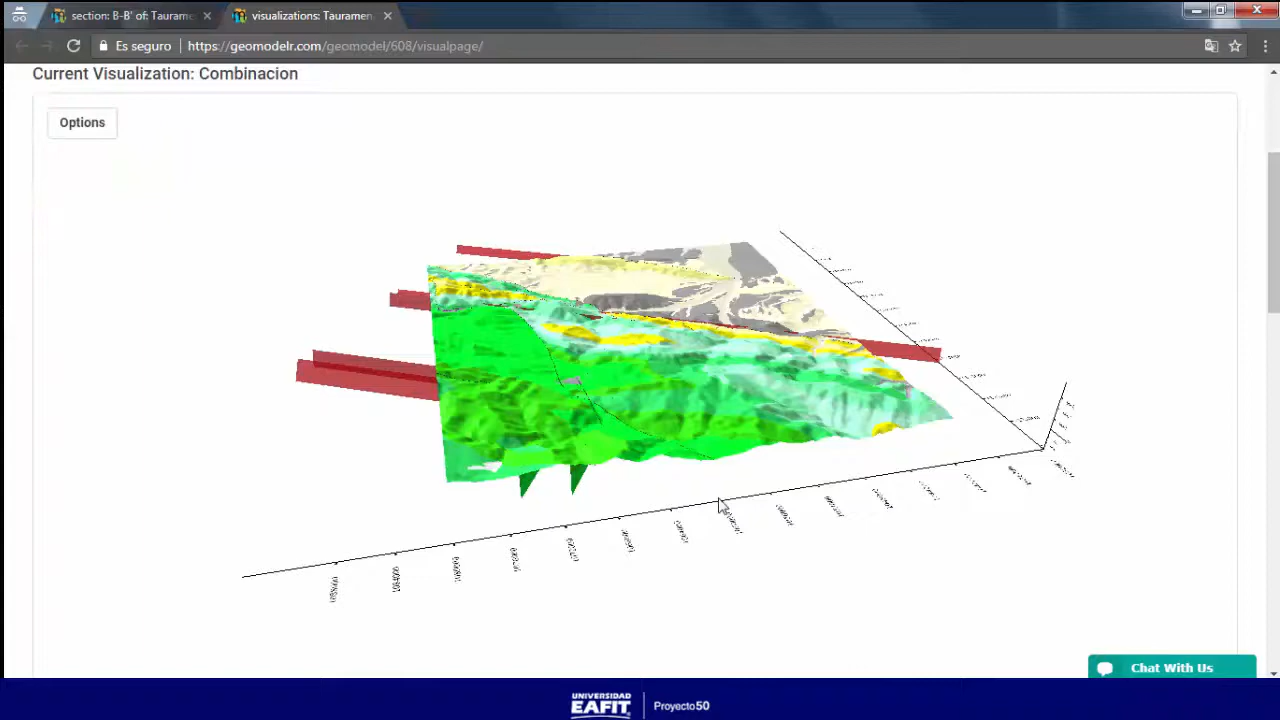 section: B-B' of: Taurame
visualizations: Tauramen
Es seguro
https://geomodelr.com/geomodel/608/visualpage/
Current Visualization: Combinacion
Options
Chat With Us
UNIVERSIDAD
EAFIT
Proyecto50